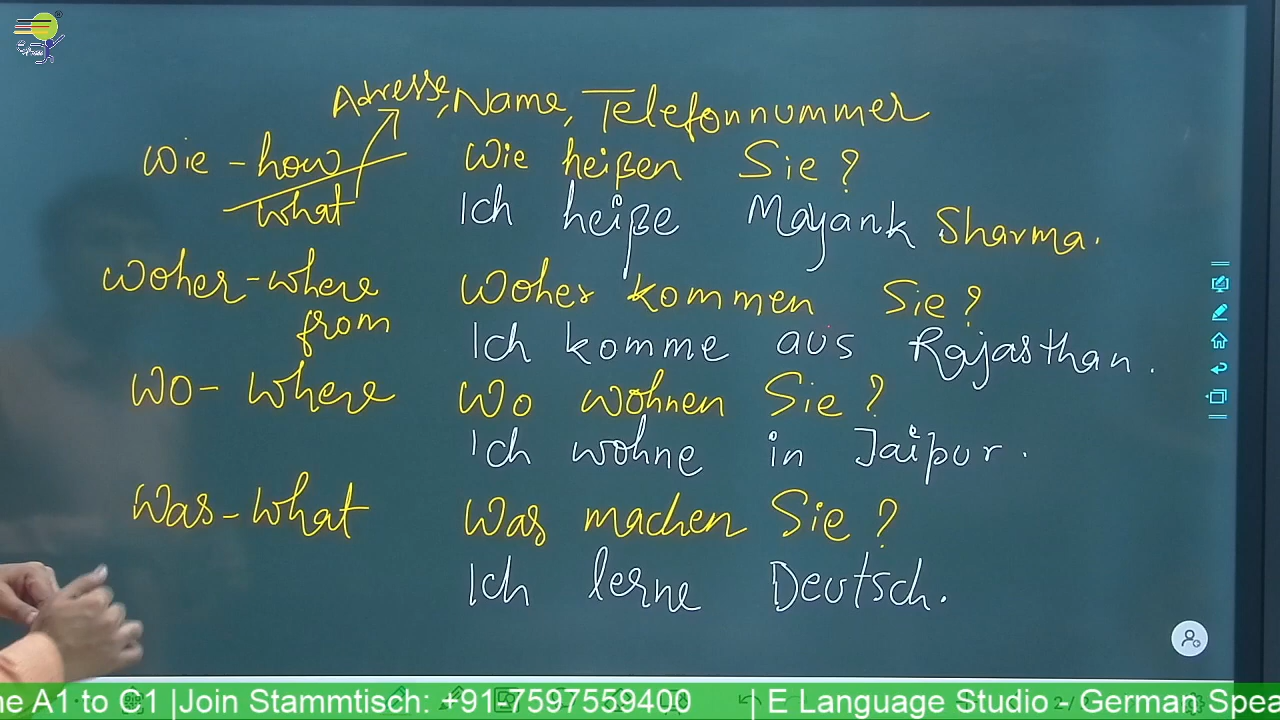 Adresse, Name, Telefonnummer
Wie - how Wie heißen Sie?
what Ich heiße Mayank Sharma.
Woher - where Woher kommen Sie?
from Ich komme aus Rajasthan.
Wo - where Wo wohnen Sie?
Ich wohne in Jaipur.
Was - what Was machen Sie?
Ich lerne Deutsch.
ne A1 to C1 |Join Stammtisch: +91-7597559400 | E Language Studio - German Spea